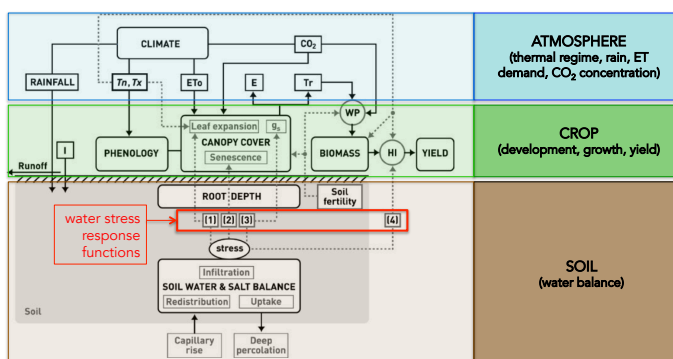 CLIMATE
CO₂
RAINFALL
Tn, Tx
ETo
E
Tr
WP
ATMOSPHERE
(thermal regime, rain, ET
demand, CO₂ concentration)
I
Leaf expansion
gs
CANOPY COVER
Senescence
PHENOLOGY
BIOMASS
HI
YIELD
Runoff
CROP
(development, growth, yield)
ROOT DEPTH
Soil
fertility
water stress
response
functions
(1)
(2)
(3)
(4)
stress
Infiltration
SOIL WATER & SALT BALANCE
Redistribution
Uptake
Soil
Capillary
rise
Deep
percolation
SOIL
(water balance)